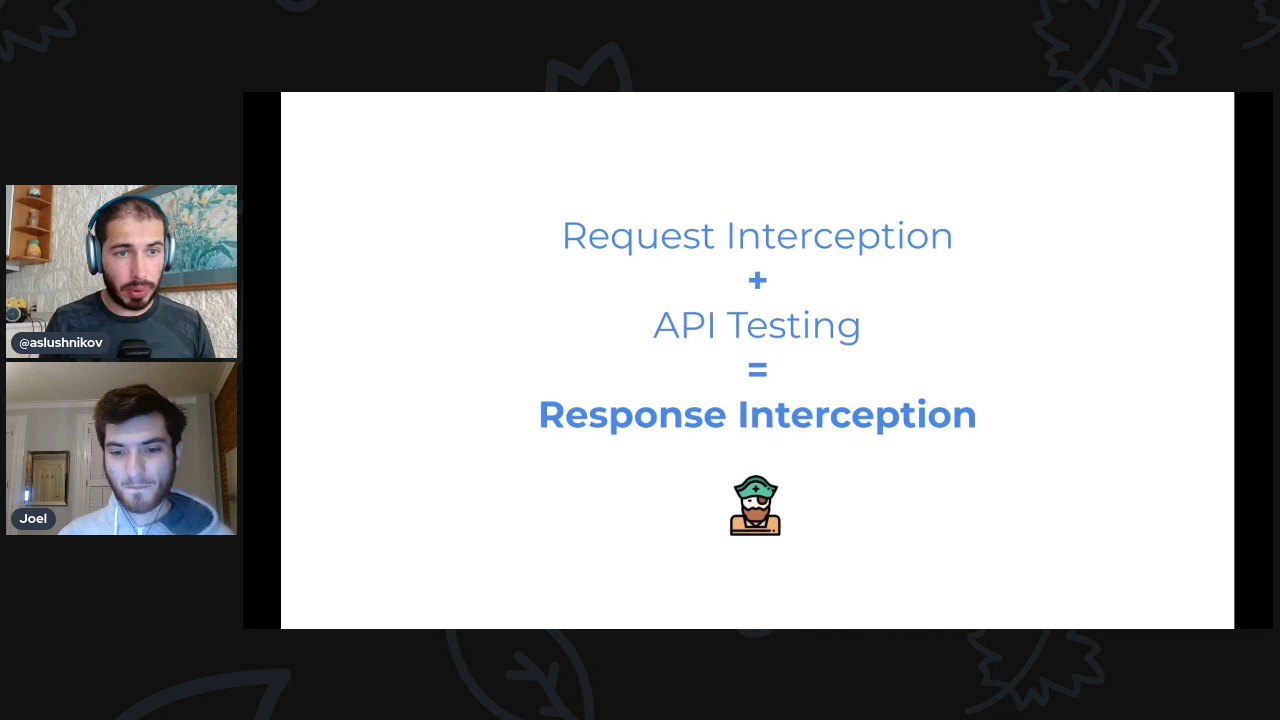 Request Interception
+
API Testing
=
Response Interception
@aslushnikov
Joel